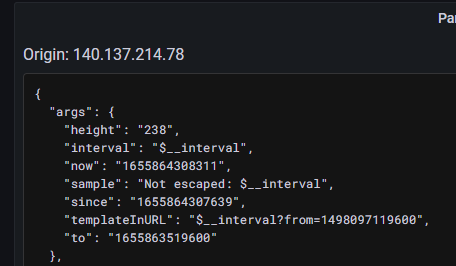 Pa
Origin: 140.137.214.78
{
"args": {
"height": "238",
"interval": "$__interval",
"now": "1655864308311",
"sample": "Not escaped: $__interval",
"since": "1655864307639",
"templateInURL": "$__interval?from=1498097119600",
"to": "1655863519600"
},